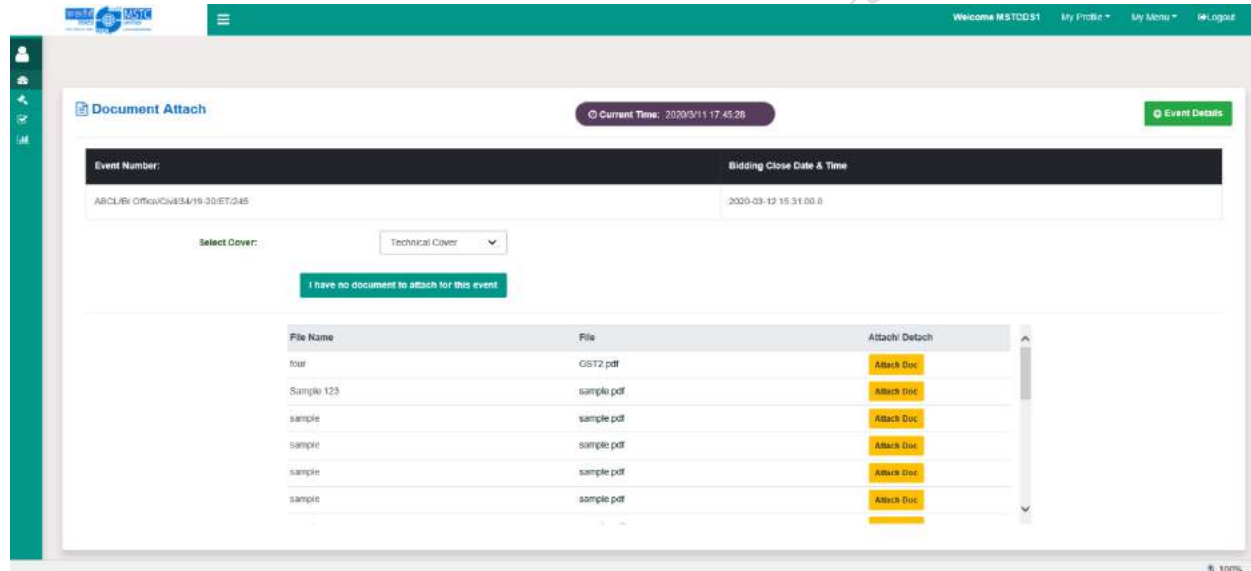 MSTC
Welcome MSTCDS1
My Profile
My Menu
Logout
Document Attach
Current Time: 2020/3/11 17:45:28
Event Details
Event Number:
Bidding Close Date & Time
ABCL/Br Office/Civil/34/19-20/ET/245
2020-03-12 15:31:00.0
Select Cover:
Technical Cover
I have no document to attach for this event
File Name File Attach/ Detach
four GST2.pdf Attach Doc
Sample 123 sample.pdf Attach Doc
sample sample.pdf Attach Doc
sample sample.pdf Attach Doc
sample sample.pdf Attach Doc
sample sample.pdf Attach Doc
100%